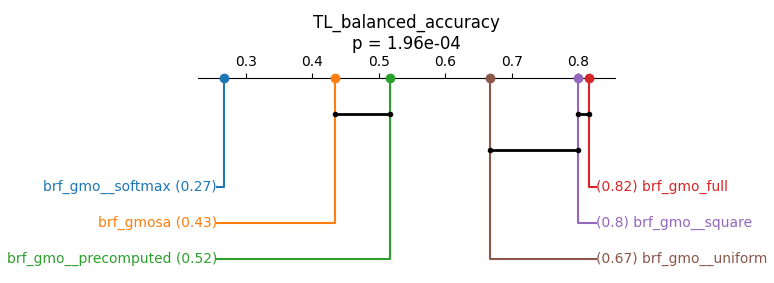 TL_balanced_accuracy
p = 1.96e-04
0.3 0.4 0.5 0.6 0.7 0.8
brf_gmo__softmax (0.27)
(0.82) brf_gmo_full
brf_gmosa (0.43)
(0.8) brf_gmo__square
brf_gmo__precomputed (0.52)
(0.67) brf_gmo__uniform